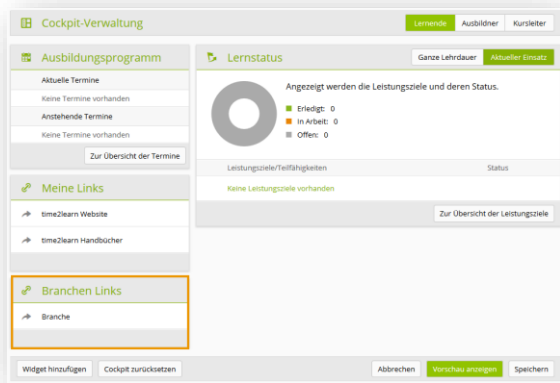 Cockpit-Verwaltung
Lernende Ausbildner Kursleiter
Ausbildungsprogramm
Aktuelle Termine
Keine Termine vorhanden
Anstehende Termine
Keine Termine vorhanden
Zur Übersicht der Termine
Meine Links
time2learn Website
time2learn Handbücher
Branchen Links
Branche
Lernstatus
Ganze Lehrdauer Aktueller Einsatz
Angezeigt werden die Leistungsziele und deren Status.
Erledigt: 0
In Arbeit: 0
Offen: 0
Leistungsziele/Teilfähigkeiten Status
Keine Leistungsziele vorhanden
Zur Übersicht der Leistungsziele
Widget hinzufügen Cockpit zurücksetzen Abbrechen Vorschau anzeigen Speichern